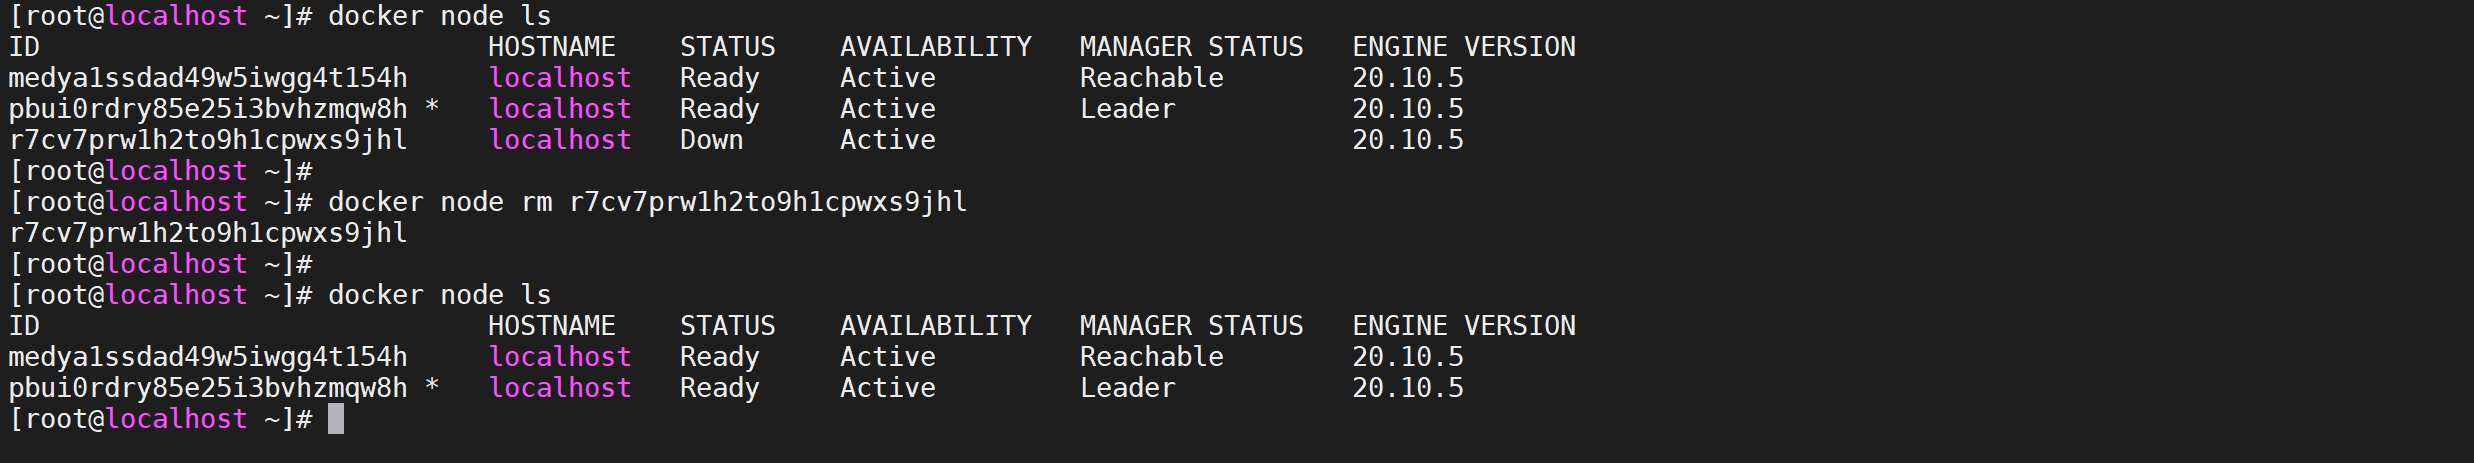 [root@localhost ~]# docker node ls
ID                            HOSTNAME    STATUS    AVAILABILITY   MANAGER STATUS   ENGINE VERSION
medya1ssdad49w5iwgg4t154h     localhost   Ready     Active         Reachable        20.10.5
pbui0rdry85e25i3bvhzmqw8h *   localhost   Ready     Active         Leader           20.10.5
r7cv7prw1h2to9h1cpwxs9jhl     localhost   Down      Active                          20.10.5
[root@localhost ~]#
[root@localhost ~]# docker node rm r7cv7prw1h2to9h1cpwxs9jhl
r7cv7prw1h2to9h1cpwxs9jhl
[root@localhost ~]#
[root@localhost ~]# docker node ls
ID                            HOSTNAME    STATUS    AVAILABILITY   MANAGER STATUS   ENGINE VERSION
medya1ssdad49w5iwgg4t154h     localhost   Ready     Active         Reachable        20.10.5
pbui0rdry85e25i3bvhzmqw8h *   localhost   Ready     Active         Leader           20.10.5
[root@localhost ~]#